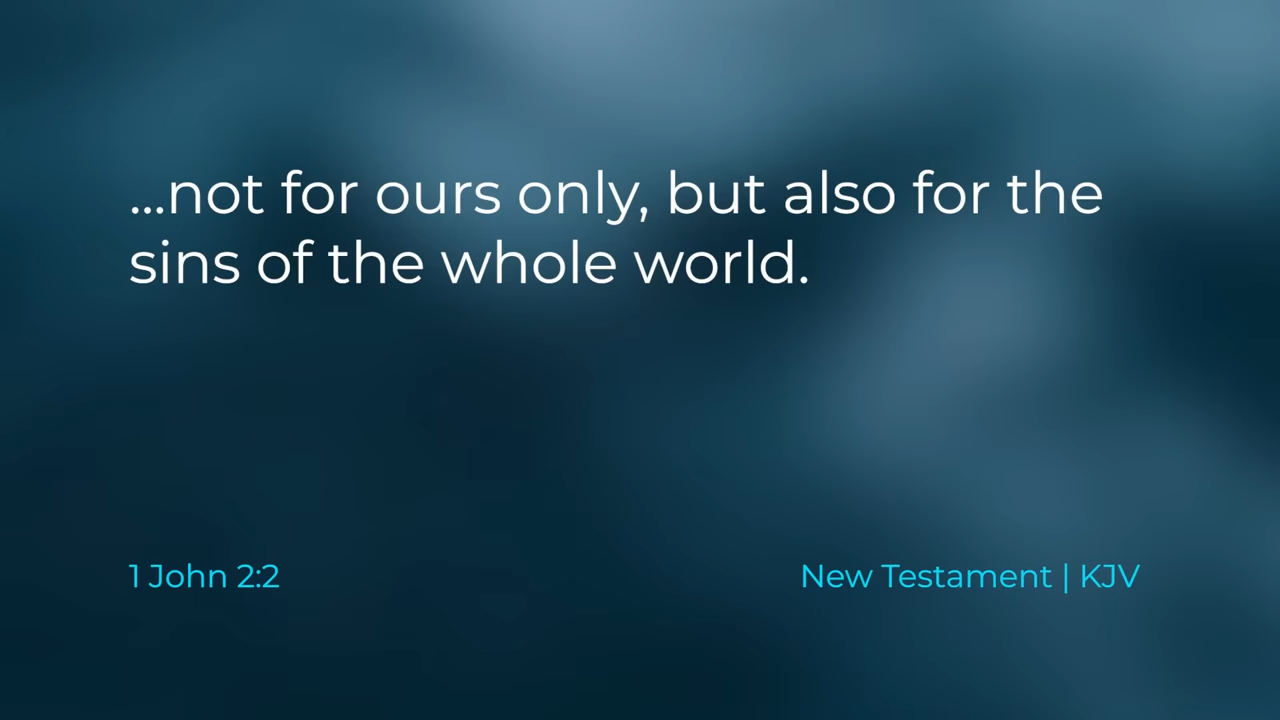 ...not for ours only, but also for the
sins of the whole world.
1 John 2:2
New Testament | KJV